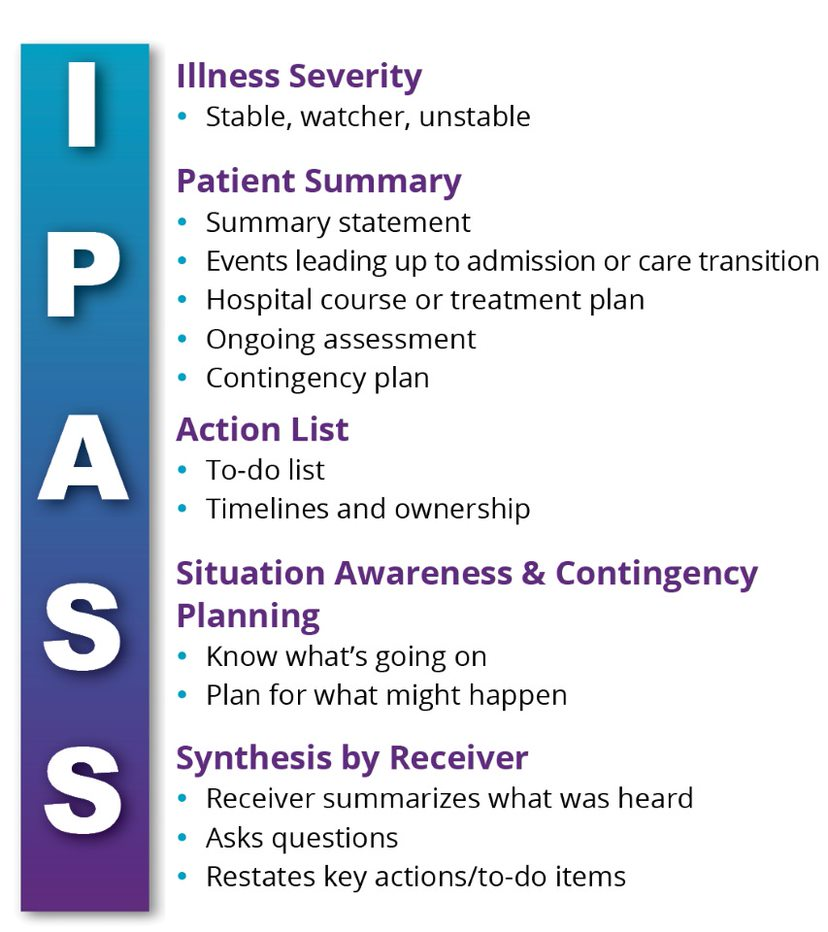 I
Illness Severity
• Stable, watcher, unstable
P
Patient Summary
• Summary statement
• Events leading up to admission or care transition
• Hospital course or treatment plan
• Ongoing assessment
• Contingency plan
A
Action List
• To-do list
• Timelines and ownership
S
Situation Awareness & Contingency
Planning
• Know what’s going on
• Plan for what might happen
S
Synthesis by Receiver
• Receiver summarizes what was heard
• Asks questions
• Restates key actions/to-do items